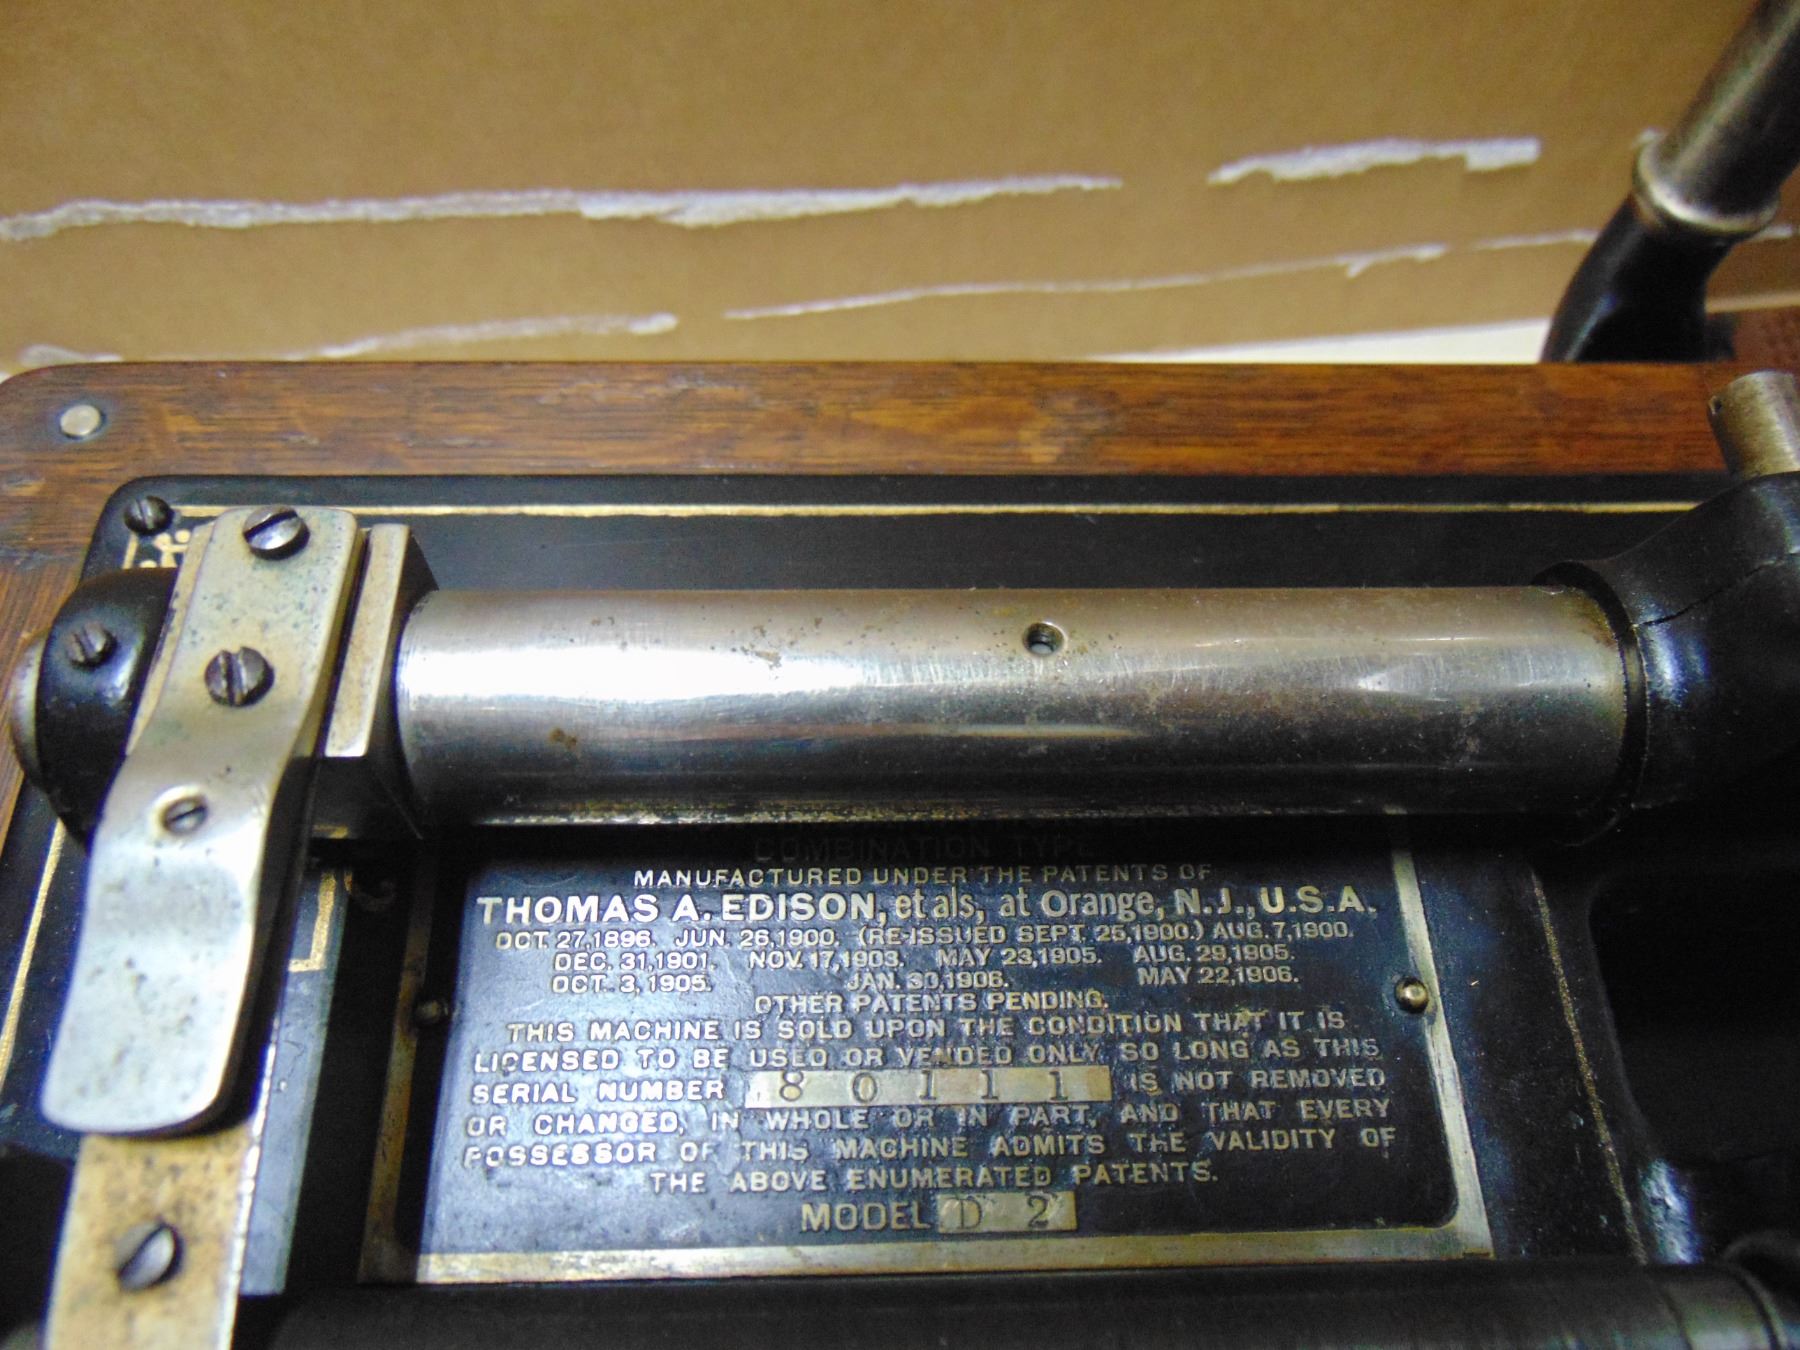 COMBINATION TYPE
MANUFACTURED UNDER THE PATENTS OF
THOMAS A. EDISON, et als, at Orange, N.J., U.S.A.
OCT. 27,1896. JUN. 26,1900. (RE-ISSUED SEPT. 25,1900.) AUG. 7,1900.
DEC. 31,1901. NOV. 17,1903. MAY 23,1905. AUG. 29,1905.
OCT. 3, 1905. JAN. 30,1906. MAY 22,1906.
OTHER PATENTS PENDING.
THIS MACHINE IS SOLD UPON THE CONDITION THAT IT IS
LICENSED TO BE USED OR VENDED ONLY SO LONG AS THIS
SERIAL NUMBER 80111 IS NOT REMOVED
OR CHANGED, IN WHOLE OR IN PART, AND THAT EVERY
POSSESSOR OF THIS MACHINE ADMITS THE VALIDITY OF
THE ABOVE ENUMERATED PATENTS.
MODEL D 2